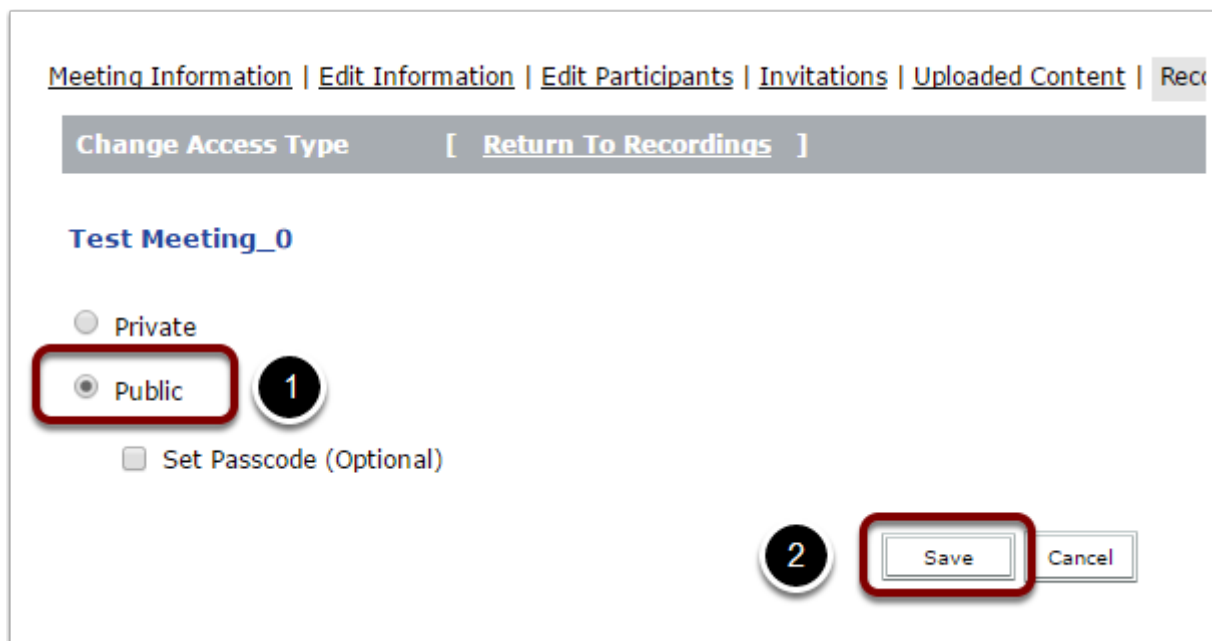 Meeting Information | Edit Information | Edit Participants | Invitations | Uploaded Content |
Change Access Type [ Return To Recordings ]
Test Meeting_0
Private
Public 1
Set Passcode (Optional)
2 Save Cancel